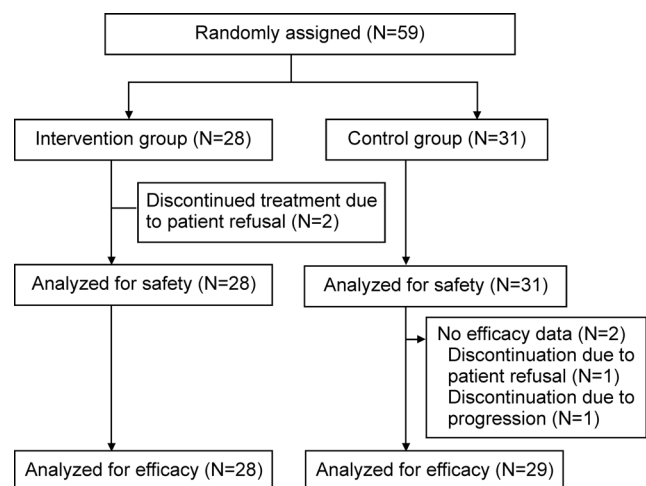 Randomly assigned (N=59)
Intervention group (N=28)
Control group (N=31)
Discontinued treatment due
to patient refusal (N=2)
Analyzed for safety (N=28)
Analyzed for safety (N=31)
No efficacy data (N=2)
Discontinuation due to
patient refusal (N=1)
Discontinuation due to
progression (N=1)
Analyzed for efficacy (N=28)
Analyzed for efficacy (N=29)